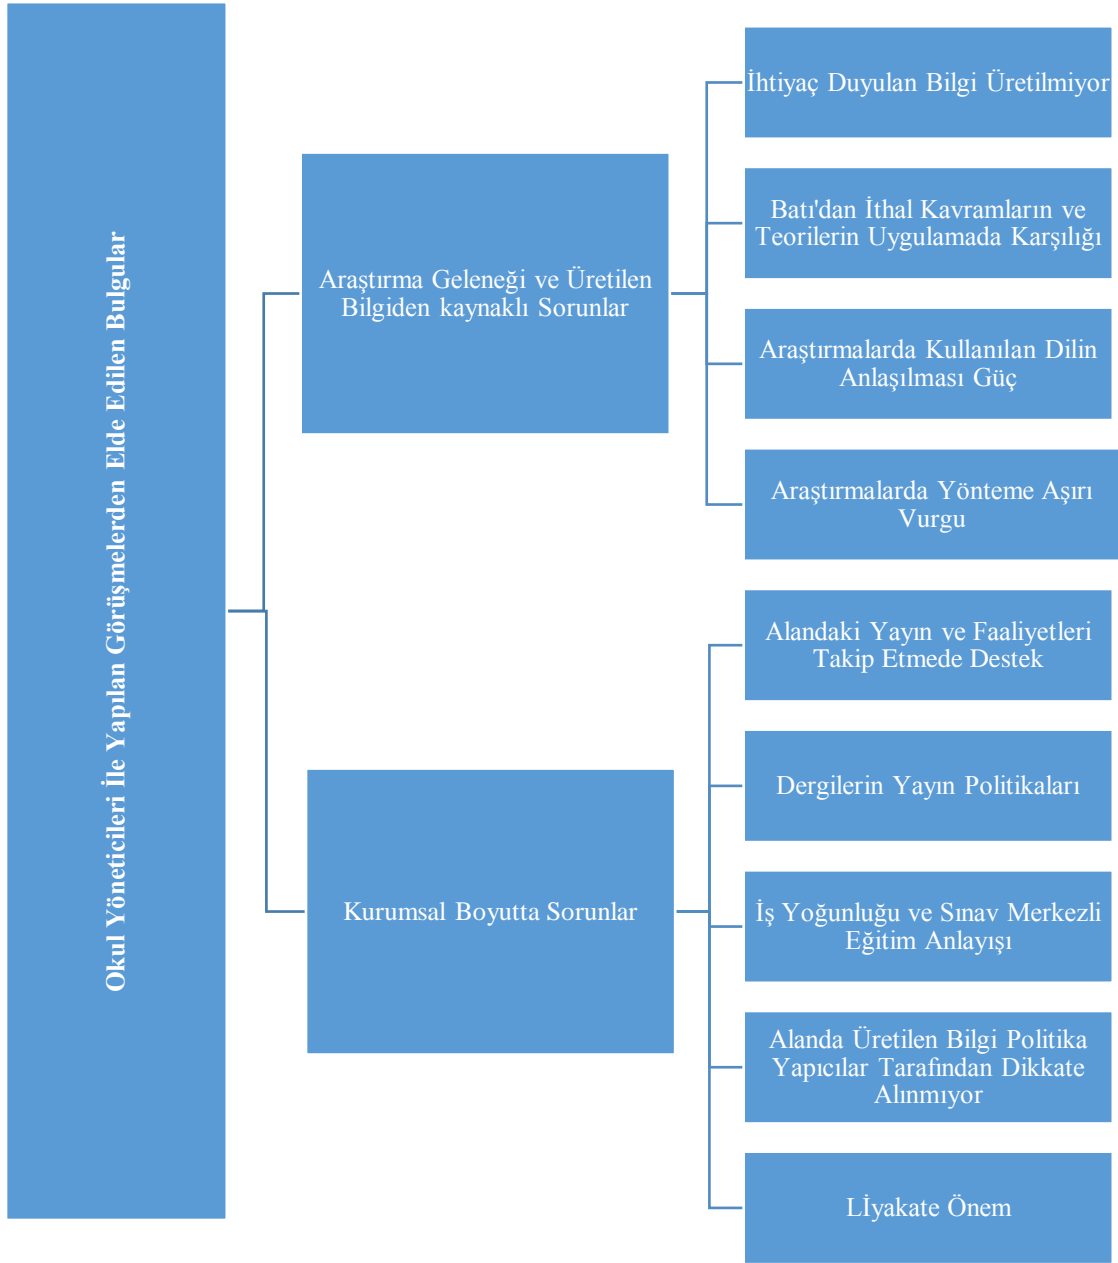 Okul Yöneticileri İle Yapılan Görüşmelerden Elde Edilen Bulgular
Araştırma Geleneği ve Üretilen
Bilgiden kaynaklı Sorunlar
İhtiyaç Duyulan Bilgi Üretilmiyor
Batı'dan İthal Kavramların ve
Teorilerin Uygulamada Karşılığı
Araştırmalarda Kullanılan Dilin
Anlaşılması Güç
Araştırmalarda Yönteme Aşırı
Vurgu
Kurumsal Boyutta Sorunlar
Alandaki Yayın ve Faaliyetleri
Takip Etmede Destek
Dergilerin Yayın Politikaları
İş Yoğunluğu ve Sınav Merkezli
Eğitim Anlayışı
Alanda Üretilen Bilgi Politika
Yapıcılar Tarafından Dikkate
Alınmıyor
Lİyakate Önem